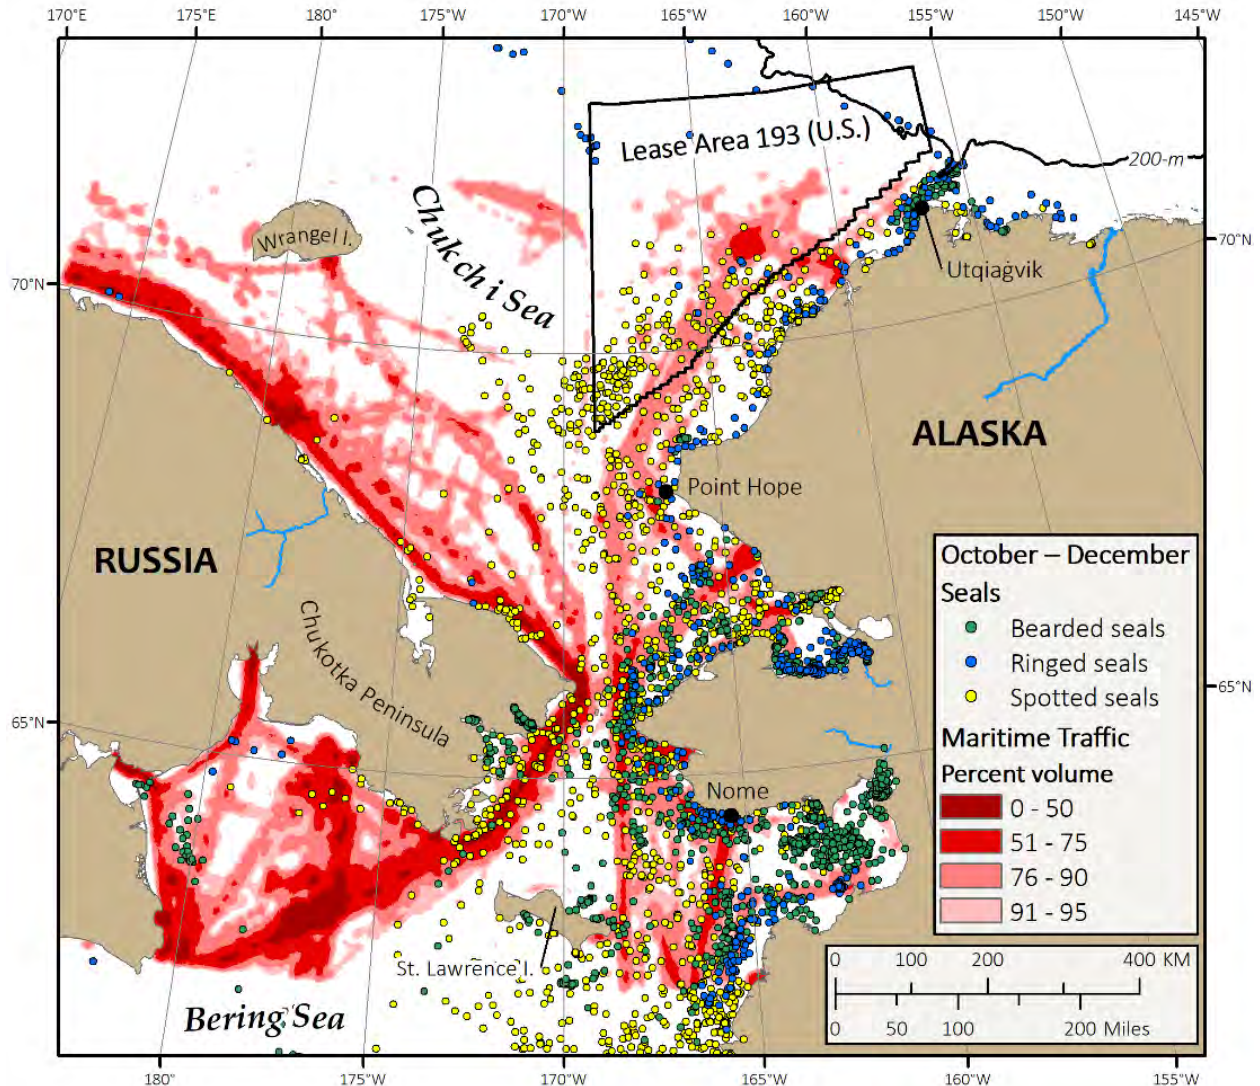 170°E 175°E 180° 175°W 170°W 165°W 160°W 155°W 150°W 145°W
Lease Area 193 (U.S.)
200-m
Chukchi Sea
Wrangel I.
70°N
70°N
Utqiaġvik
ALASKA
Point Hope
RUSSIA
Chukotka Peninsula
65°N
65°N
Nome
St. Lawrence I.
Bering Sea
October – December
Seals
Bearded seals
Ringed seals
Spotted seals
Maritime Traffic
Percent volume
0 - 50
51 - 75
76 - 90
91 - 95
0 100 200 400 KM
0 50 100 200 Miles
180° 175°W 170°W 165°W 160°W 155°W